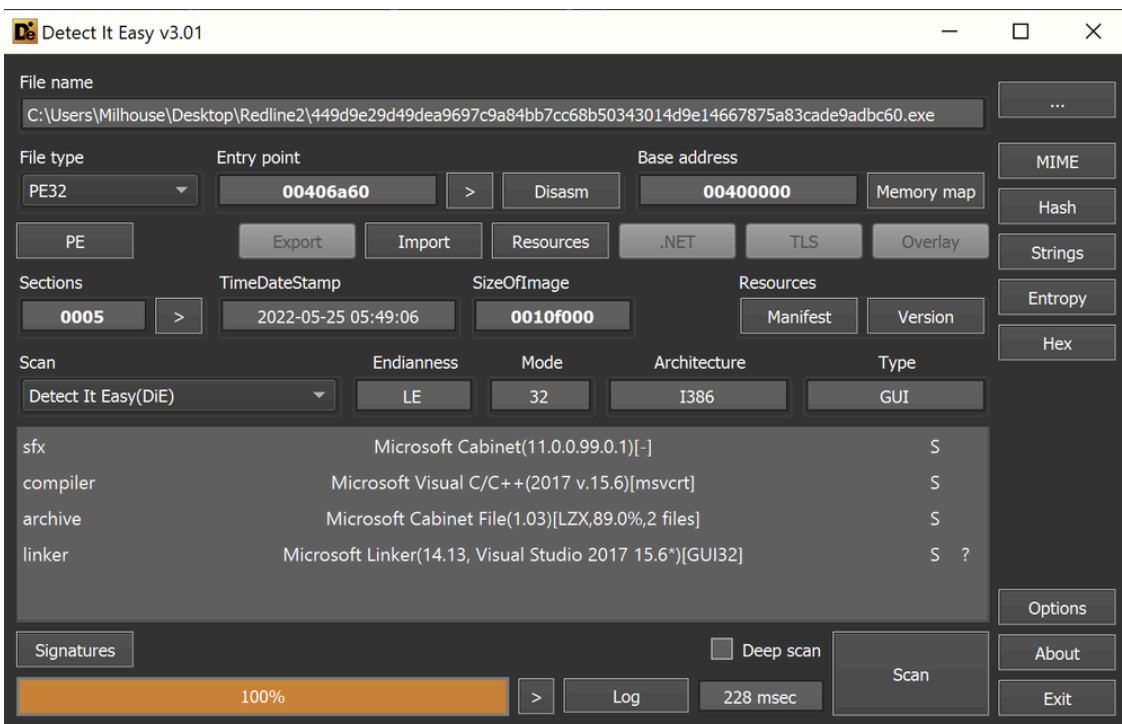 Detect It Easy v3.01
File name
C:\Users\Milhouse\Desktop\Redline2\449d9e29d49dea9697c9a84bb7cc68b50343014d9e14667875a83cade9adbc60.exe
...
File type Entry point Base address
MIME
PE32 00406a60 > Disasm 00400000 Memory map
Hash
PE Export Import Resources .NET TLS Overlay
Strings
Sections TimeDateStamp SizeOfImage Resources
Entropy
0005 > 2022-05-25 05:49:06 0010f000 Manifest Version
Hex
Scan Endianness Mode Architecture Type
Detect It Easy(DiE) LE 32 I386 GUI
sfx Microsoft Cabinet(11.0.0.99.0.1)[-] S
compiler Microsoft Visual C/C++(2017 v.15.6)[msvcrt] S
archive Microsoft Cabinet File(1.03)[LZX,89.0%,2 files] S
linker Microsoft Linker(14.13, Visual Studio 2017 15.6*)[GUI32] S ?
Options
Signatures Deep scan Scan
About
100% > Log 228 msec
Exit